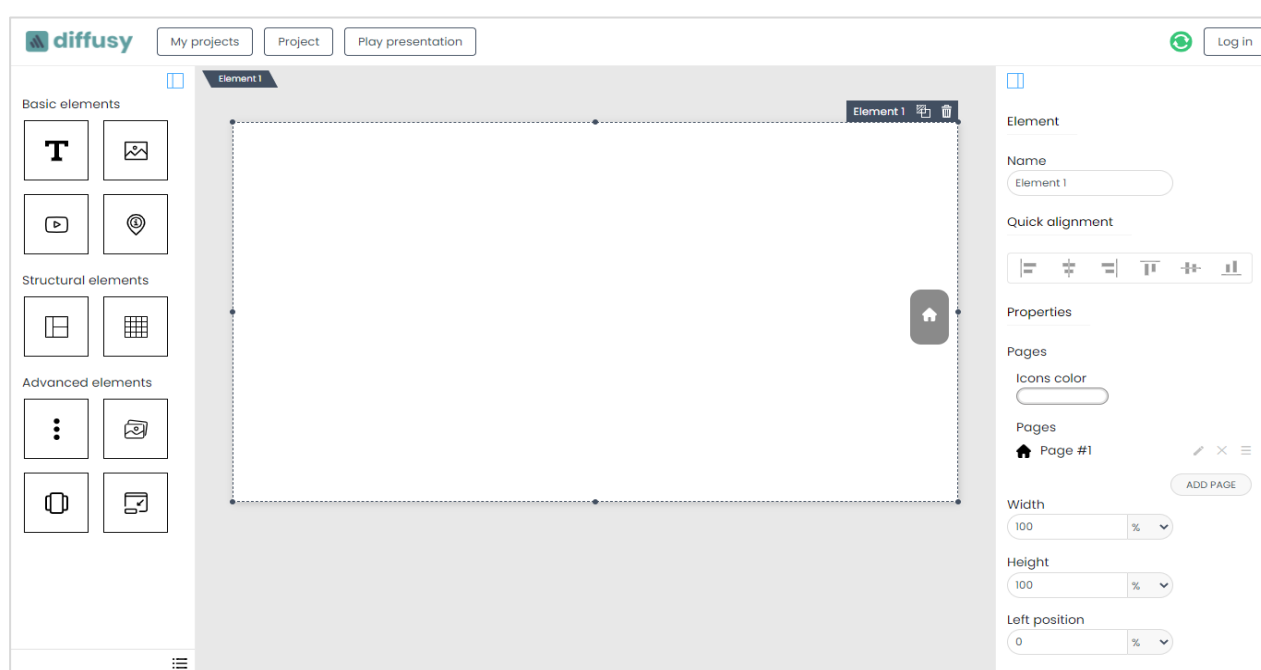 diffusy
My projects
Project
Play presentation
Log in
Basic elements
T
Structural elements
Advanced elements
Element 1
Element 1
Element
Name
Element 1
Quick alignment
Properties
Pages
Icons color
Pages
Page #1
ADD PAGE
Width
100 %
Height
100 %
Left position
0 %